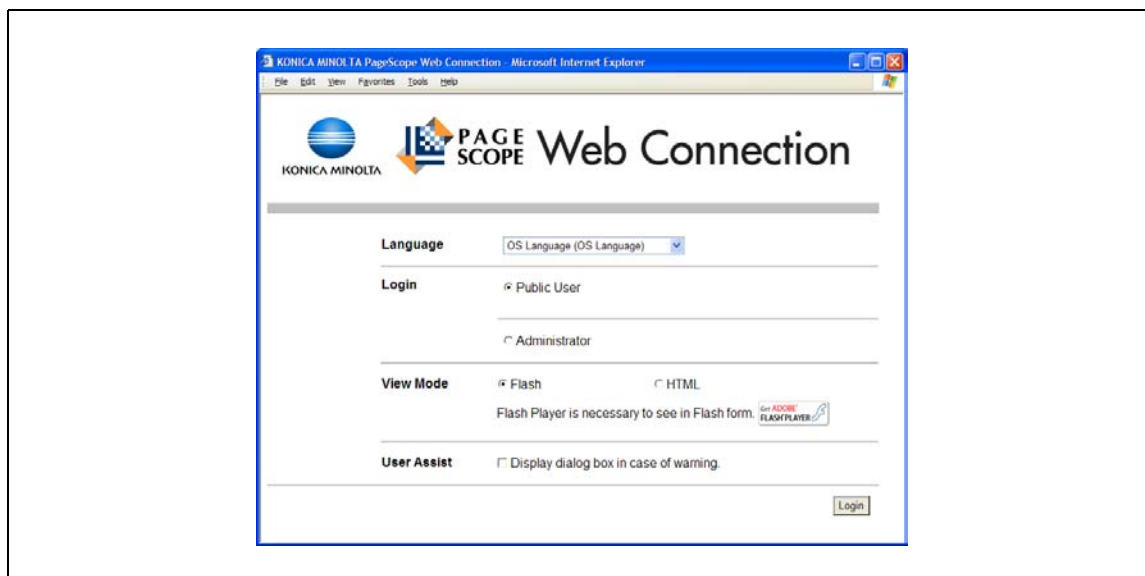 KONICA MINOLTA PageScope Web Connection - Microsoft Internet Explorer
File Edit View Favorites Tools Help
KONICA MINOLTA
PAGE SCOPE Web Connection
Language OS Language (OS Language)
Login Public User
Administrator
View Mode Flash HTML
Flash Player is necessary to see in Flash form. Get ADOBE FLASH PLAYER
User Assist Display dialog box in case of warning.
Login